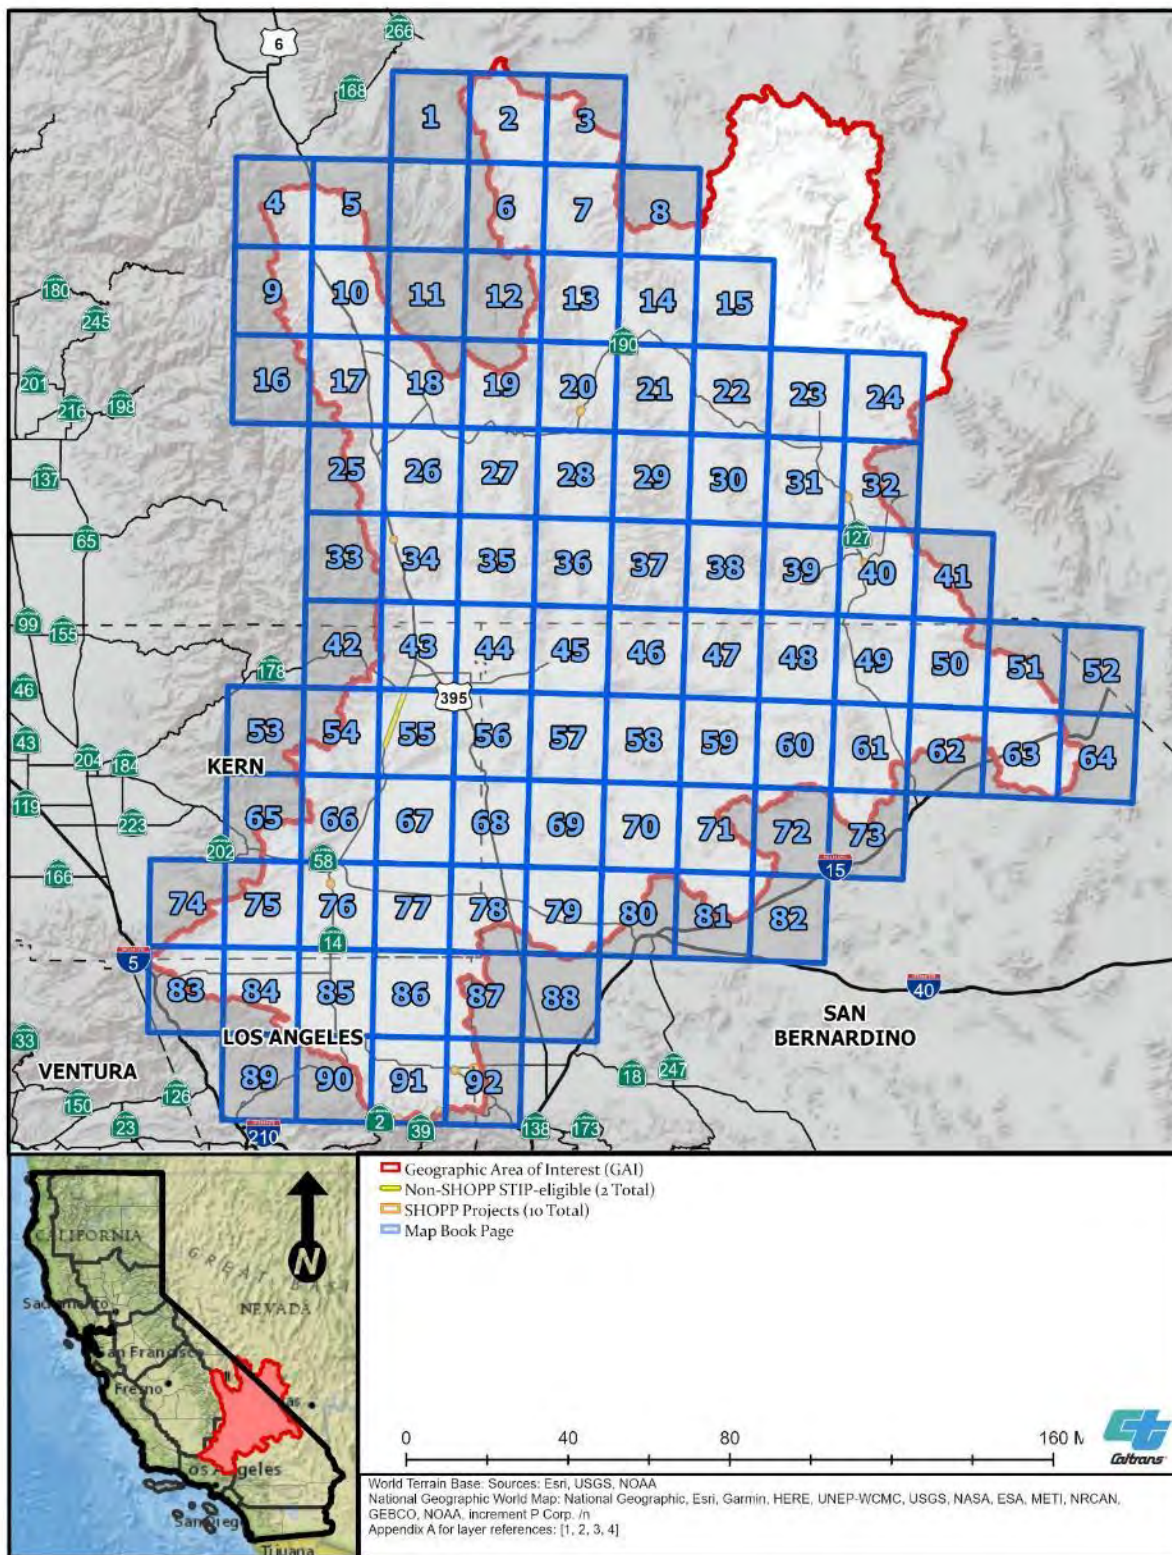 266
6
168
1 2 3
4 5 6 7 8
180
245
9 10 11 12 13 14 15
190
201
216 198
16 17 18 19 20 21 22 23 24
137
25 26 27 28 29 30 31 32
65
127
33 34 35 36 37 38 39 40 41
99
155
42 43 44 45 46 47 48 49 50 51 52
178
46
395
43
204 184
53 54 55 56 57 58 59 60 61 62 63 64
KERN
119
223
65 66 67 68 69 70 71 72 73
202
58
15
166
74 75 76 77 78 79 80 81 82
14
5
40
83 84 85 86 87 88
SAN
BERNARDINO
LOS ANGELES
33
VENTURA
89 90 91 92
18 247
150 126
23
210
2 39 138 173
CALIFORNIA
GREAT
NEVADA
Sacramento
San Francisco
Fresno
Los Angeles
San Diego
Tijuana
N
Geographic Area of Interest (GAI)
Non-SHOPP STIP-eligible (2 Total)
SHOPP Projects (10 Total)
Map Book Page
0 40 80 160 M
Caltrans
World Terrain Base: Sources: Esri, USGS, NOAA
National Geographic World Map: National Geographic, Esri, Garmin, HERE, UNEP-WCMC, USGS, NASA, ESA, METI, NRCAN,
GEBCO, NOAA, increment P Corp. /n
Appendix A for layer references: [1, 2, 3, 4]